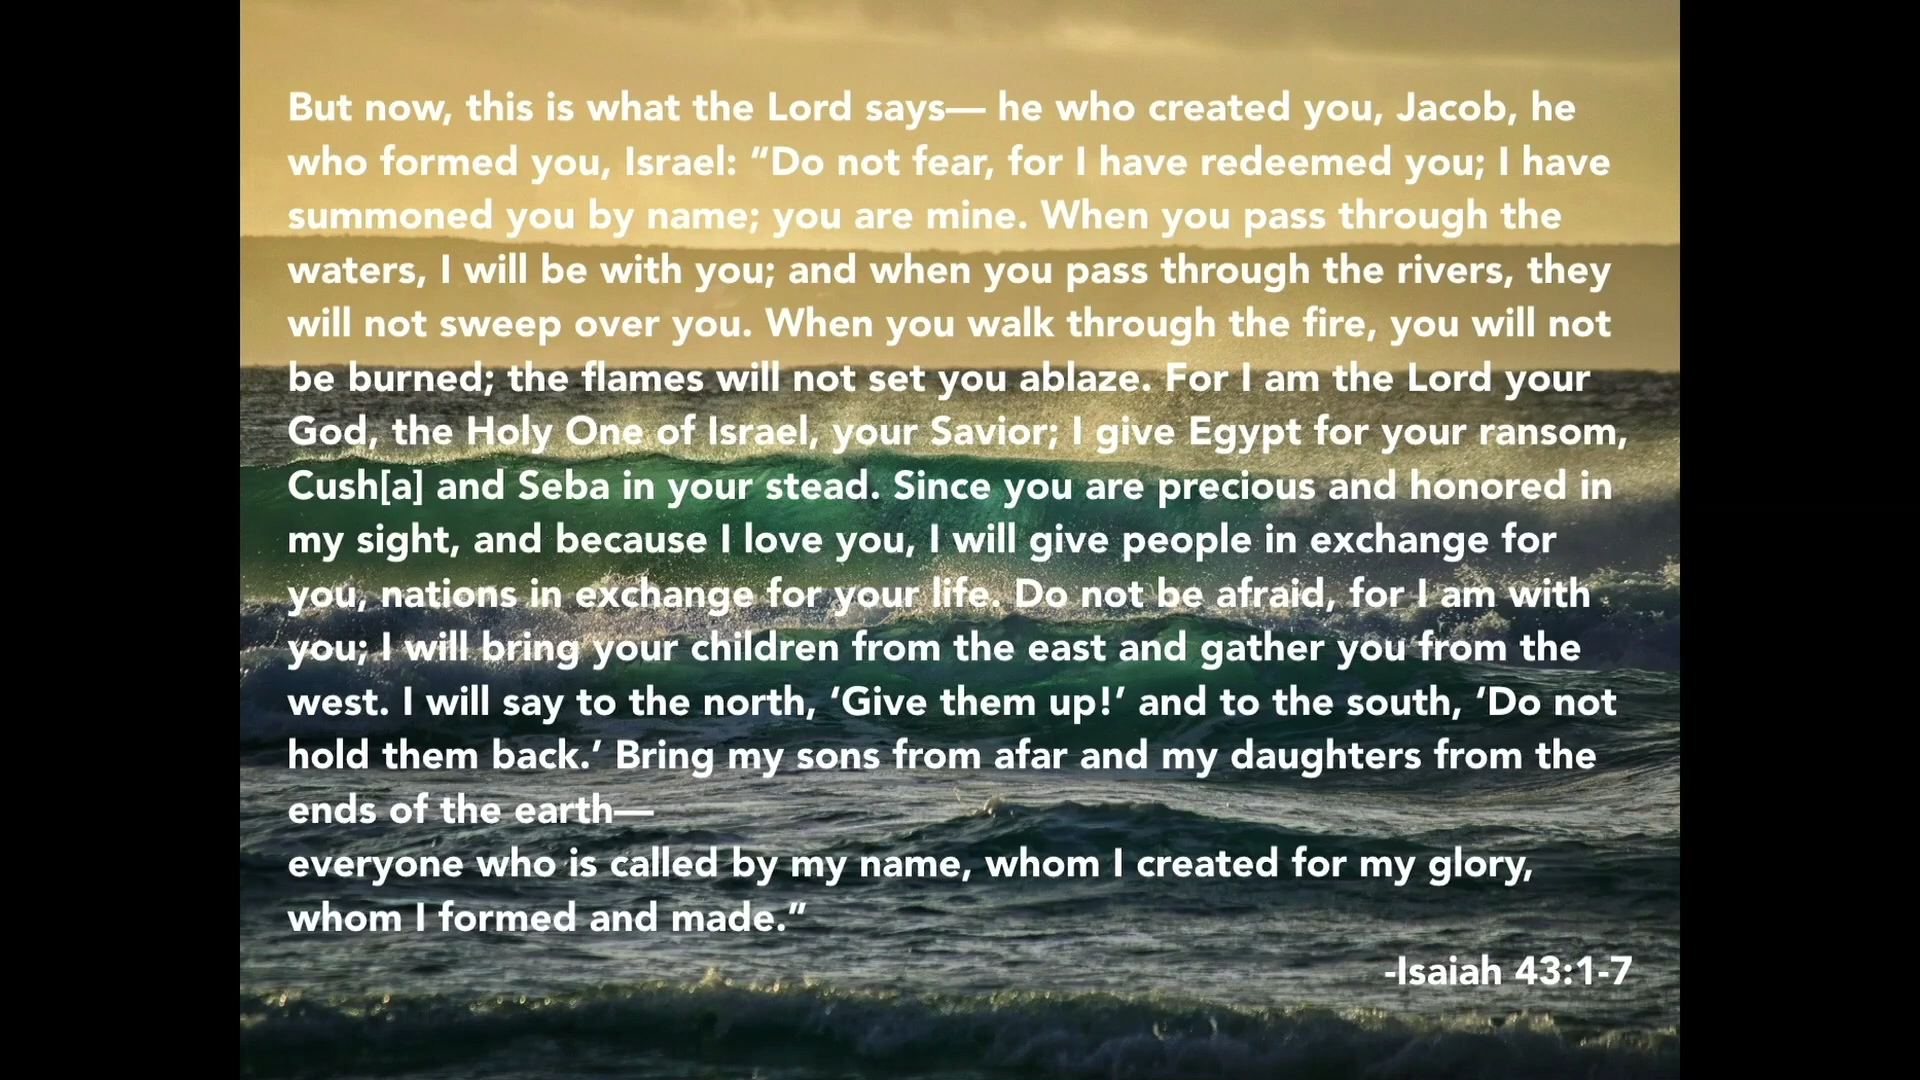 But now, this is what the Lord says— he who created you, Jacob, he
who formed you, Israel: “Do not fear, for I have redeemed you; I have
summoned you by name; you are mine. When you pass through the
waters, I will be with you; and when you pass through the rivers, they
will not sweep over you. When you walk through the fire, you will not
be burned; the flames will not set you ablaze. For I am the Lord your
God, the Holy One of Israel, your Savior; I give Egypt for your ransom,
Cush[a] and Seba in your stead. Since you are precious and honored in
my sight, and because I love you, I will give people in exchange for
you, nations in exchange for your life. Do not be afraid, for I am with
you; I will bring your children from the east and gather you from the
west. I will say to the north, ‘Give them up!’ and to the south, ‘Do not
hold them back.’ Bring my sons from afar and my daughters from the
ends of the earth—
everyone who is called by my name, whom I created for my glory,
whom I formed and made.”
-Isaiah 43:1-7